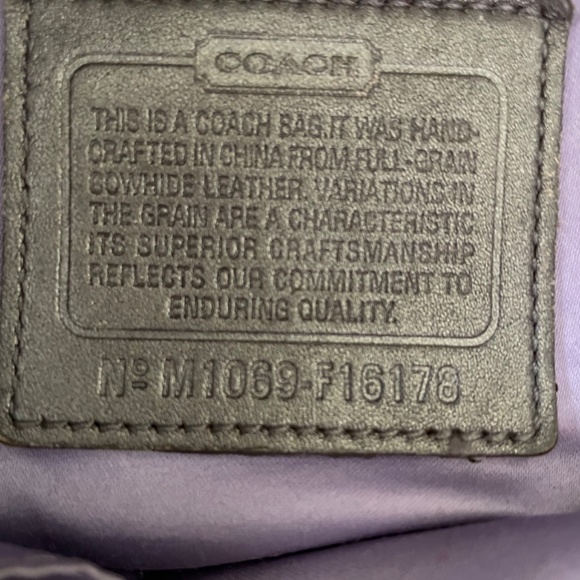 COACH
THIS IS A COACH BAG. IT WAS HAND-
CRAFTED IN CHINA FROM FULL-GRAIN
COWHIDE LEATHER. VARIATIONS IN
THE GRAIN ARE A CHARACTERISTIC
ITS SUPERIOR CRAFTSMANSHIP
REFLECTS OUR COMMITMENT TO
ENDURING QUALITY.
Nº M1069-F16178